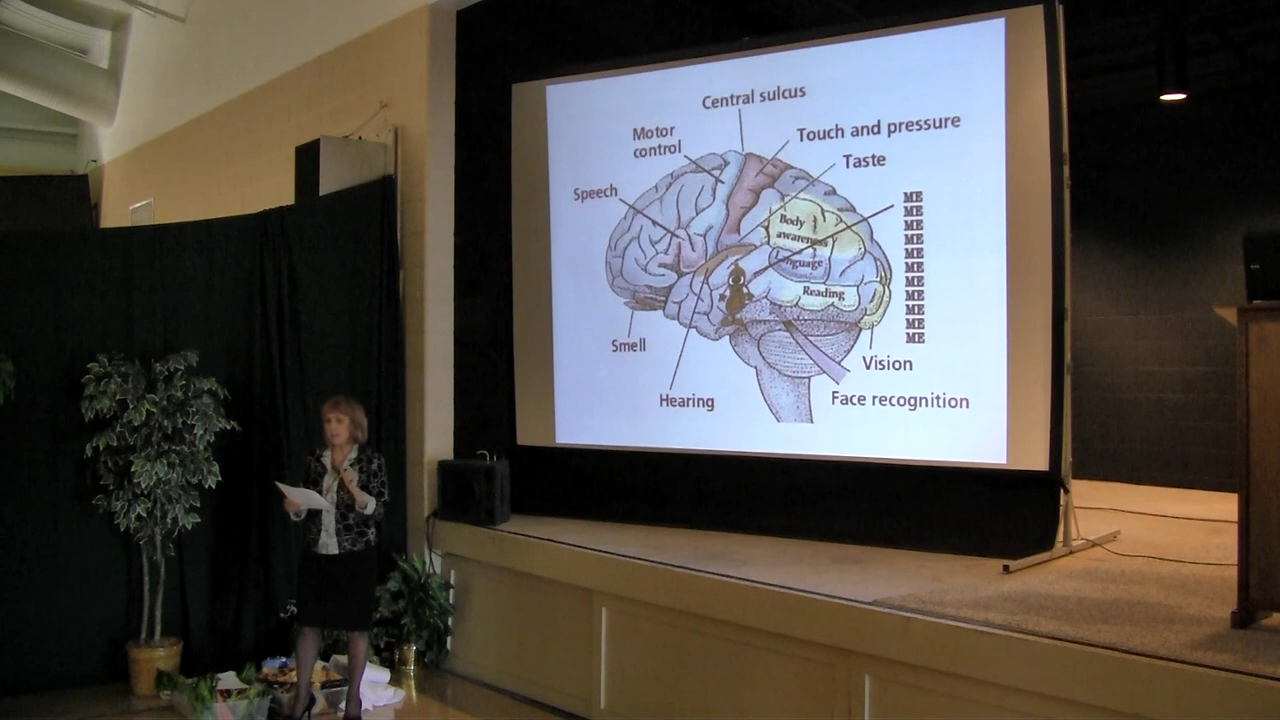 Central sulcus
Motor
control
Touch and pressure
Taste
Speech
Body
awareness
Language
Reading
ME
ME
ME
ME
ME
ME
ME
ME
ME
ME
ME
Smell
Vision
Hearing
Face recognition